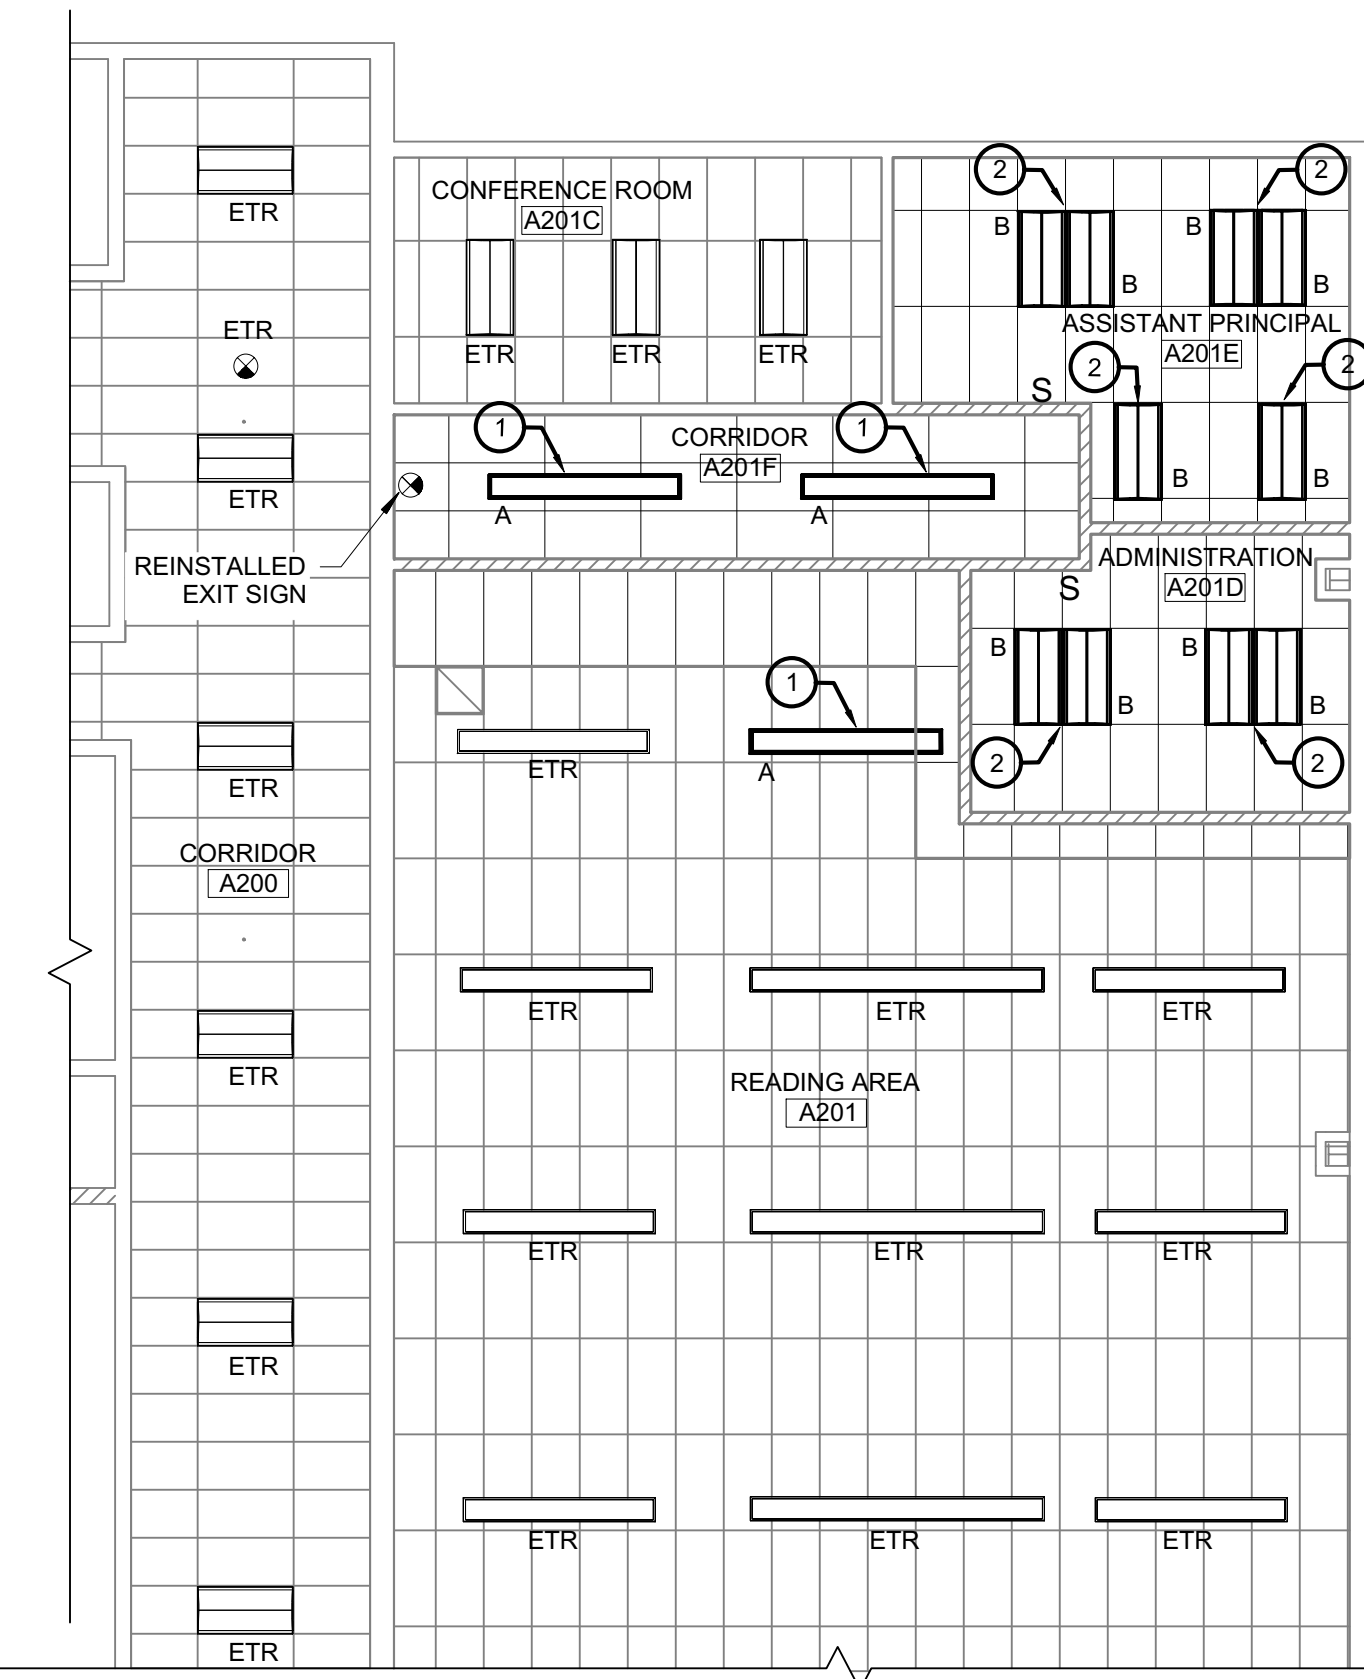 2
2
CONFERENCE ROOM
A201C
ETR
B
B
B
B
ASSISTANT PRINCIPAL
A201E
ETR
ETR
ETR
ETR
2
2
S
1
CORRIDOR
1
A201F
B
B
ETR
A
A
REINSTALLED
EXIT SIGN
ADMINISTRATION
A201D
S
B
B
1
B
B
ETR
A
2
2
ETR
CORRIDOR
A200
ETR
ETR
ETR
ETR
READING AREA
A201
ETR
ETR
ETR
ETR
ETR
ETR
ETR
ETR